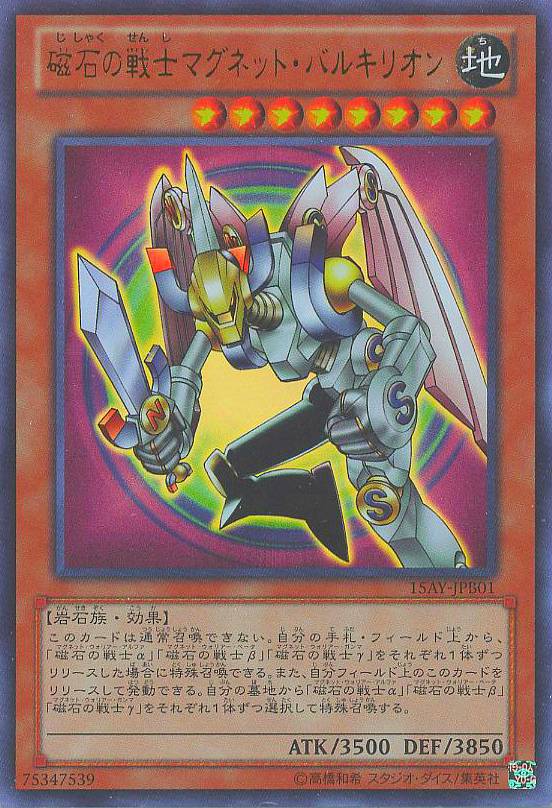 磁石の戦士マグネット・バルキリオン
地
N
S
S
15AY-JPB01
【岩石族・効果】
このカードは通常召喚できない。自分の手札・フィールド上から、
「磁石の戦士α」「磁石の戦士β」「磁石の戦士γ」をそれぞれ1体ずつ
リリースした場合に特殊召喚できる。また、自分フィールド上のこのカードを
リリースして発動できる。自分の墓地から「磁石の戦士α」「磁石の戦士β」
「磁石の戦士γ」をそれぞれ1体ずつ選択して特殊召喚する。
ATK/3500 DEF/3850
75347539
©高橋和希 スタジオ・ダイス/集英社